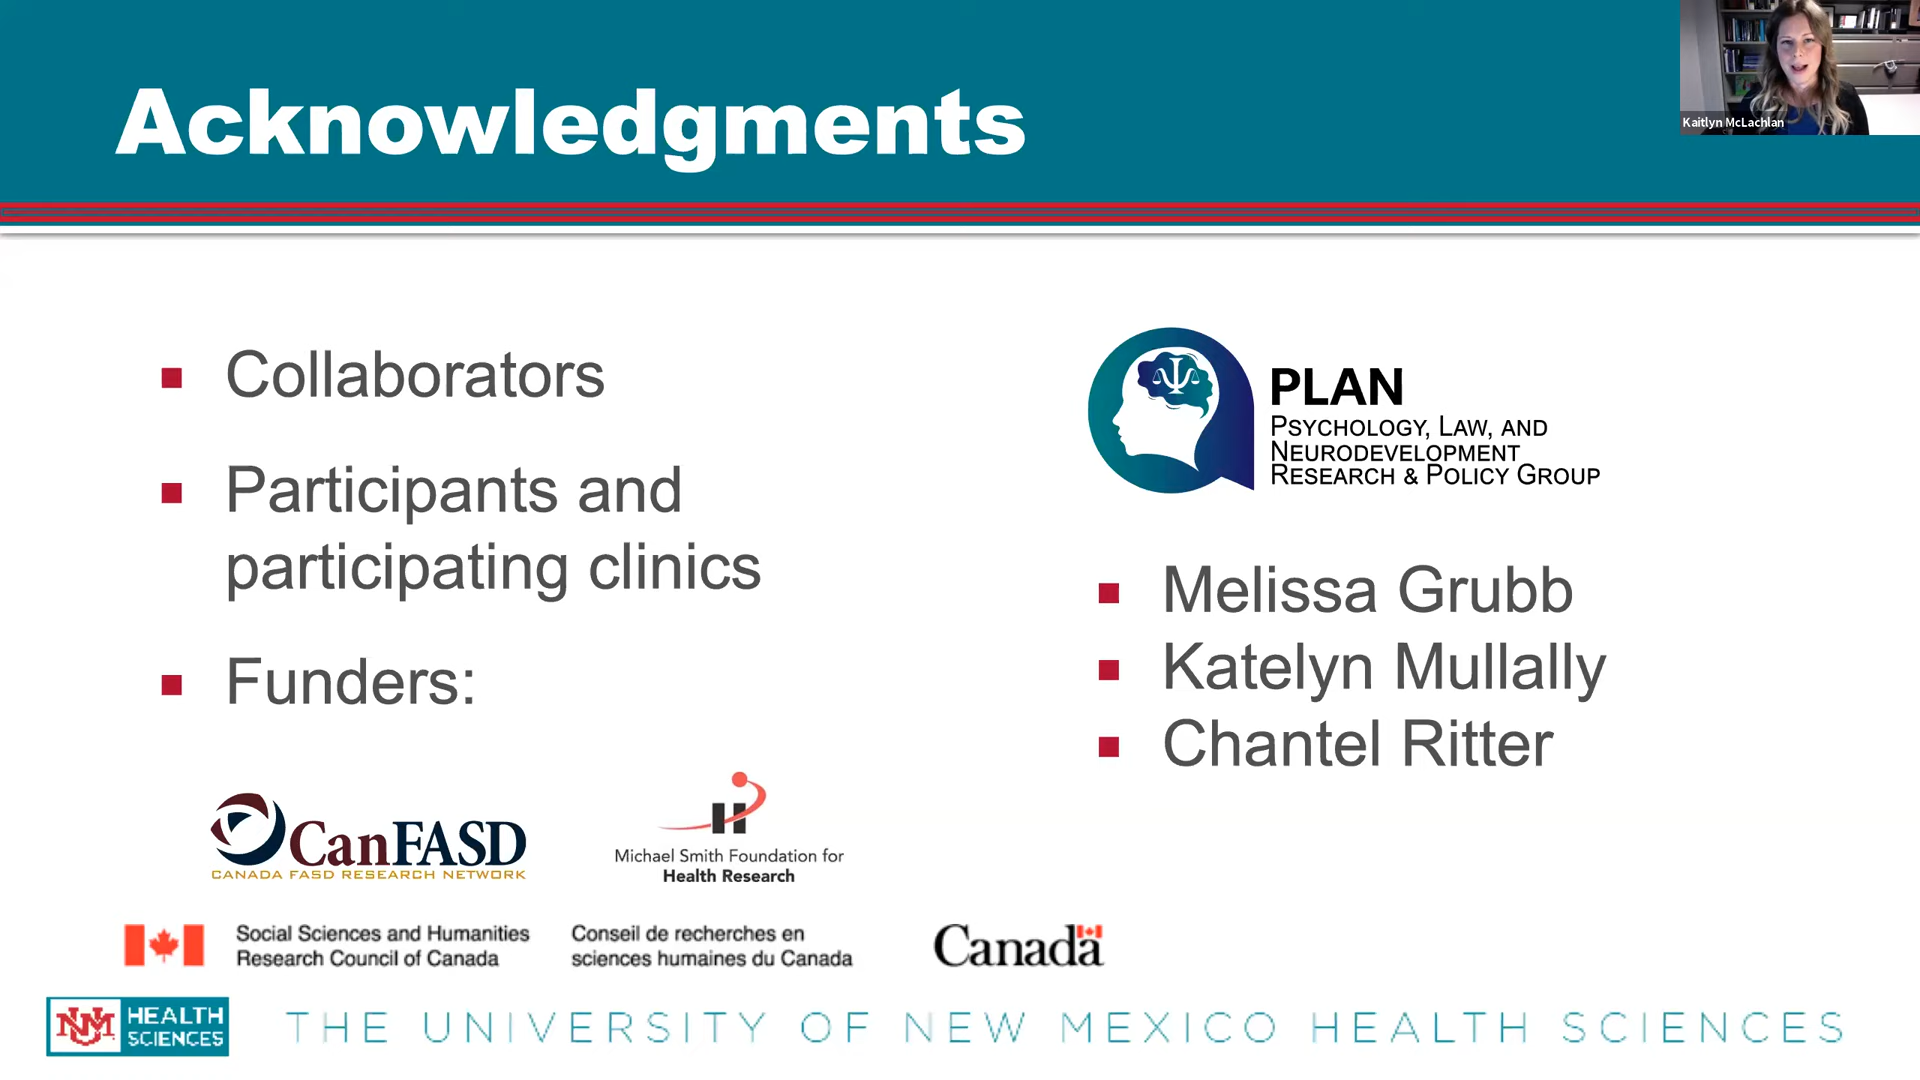 Acknowledgments
Kaitlyn McLachlan
Collaborators
Participants and
participating clinics
Funders:
CanFASD
CANADA FASD RESEARCH NETWORK
Michael Smith Foundation for
Health Research
Social Sciences and Humanities
Research Council of Canada
Conseil de recherches en
sciences humaines du Canada
Canada
PLAN
PSYCHOLOGY, LAW, AND
NEURODEVELOPMENT
RESEARCH & POLICY GROUP
Melissa Grubb
Katelyn Mullally
Chantel Ritter
UNM HEALTH
SCIENCES
THE UNIVERSITY OF NEW MEXICO HEALTH SCIENCES